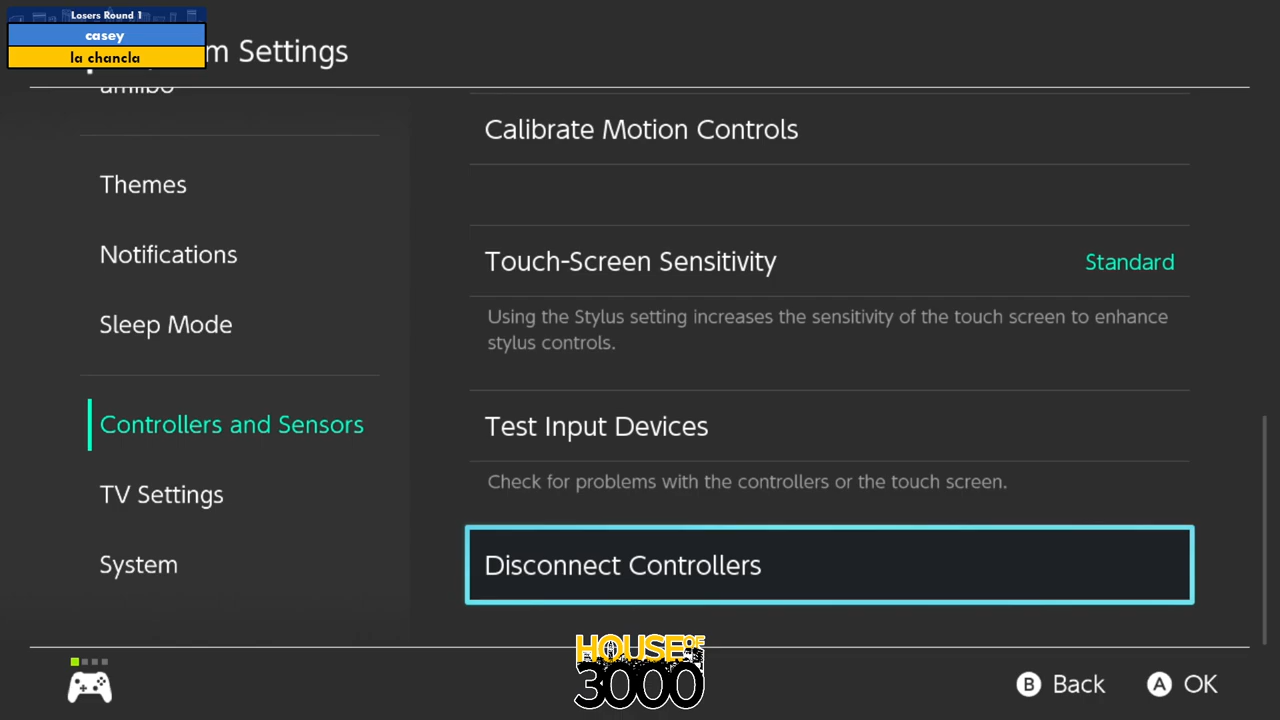 Losers Round 1
casey
la chancla
m Settings
amiibo
Themes
Notifications
Sleep Mode
Controllers and Sensors
TV Settings
System
Calibrate Motion Controls
Touch-Screen Sensitivity Standard
Using the Stylus setting increases the sensitivity of the touch screen to enhance
stylus controls.
Test Input Devices
Check for problems with the controllers or the touch screen.
Disconnect Controllers
HOUSE OF
3000
B Back A OK